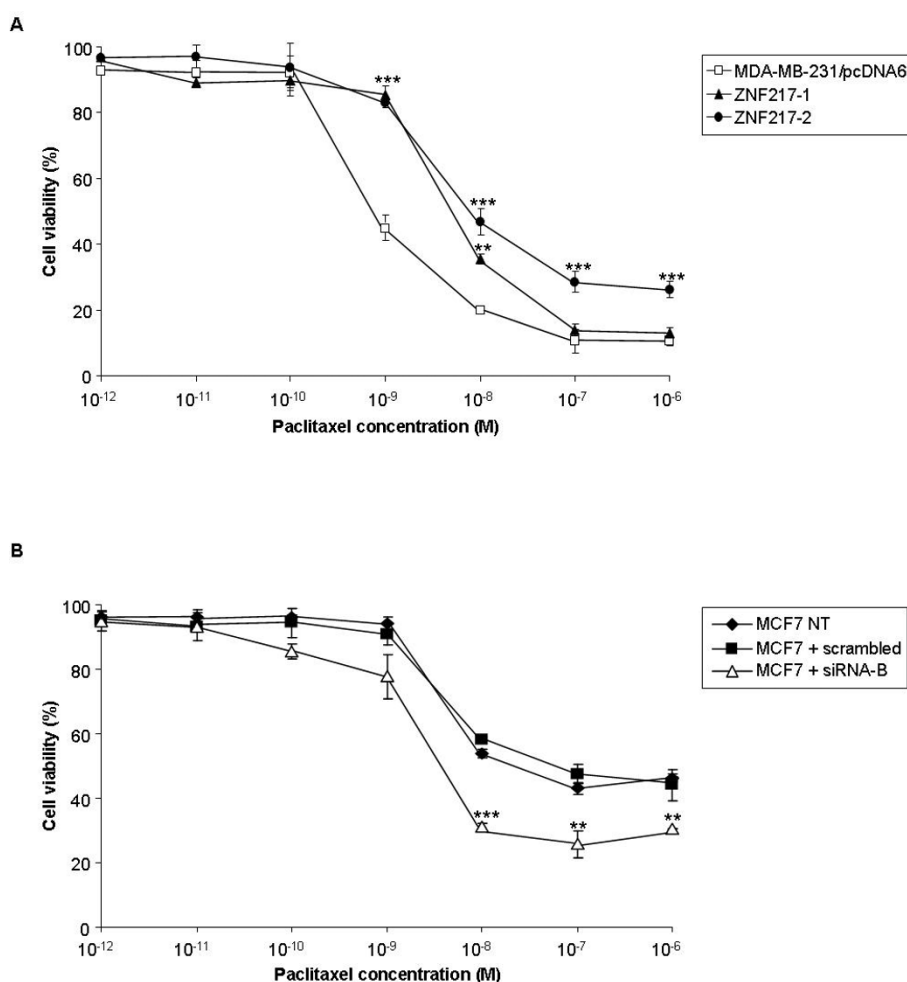 A
100
80
60
40
20
0
Cell viability (%)
***
***
**
***
***
10-12 10-11 10-10 10-9 10-8 10-7 10-6
Paclitaxel concentration (M)
MDA-MB-231/pcDNA6
ZNF217-1
ZNF217-2
B
100
80
60
40
20
0
Cell viability (%)
***
**
**
10-12 10-11 10-10 10-9 10-8 10-7 10-6
Paclitaxel concentration (M)
MCF7 NT
MCF7 + scrambled
MCF7 + siRNA-B